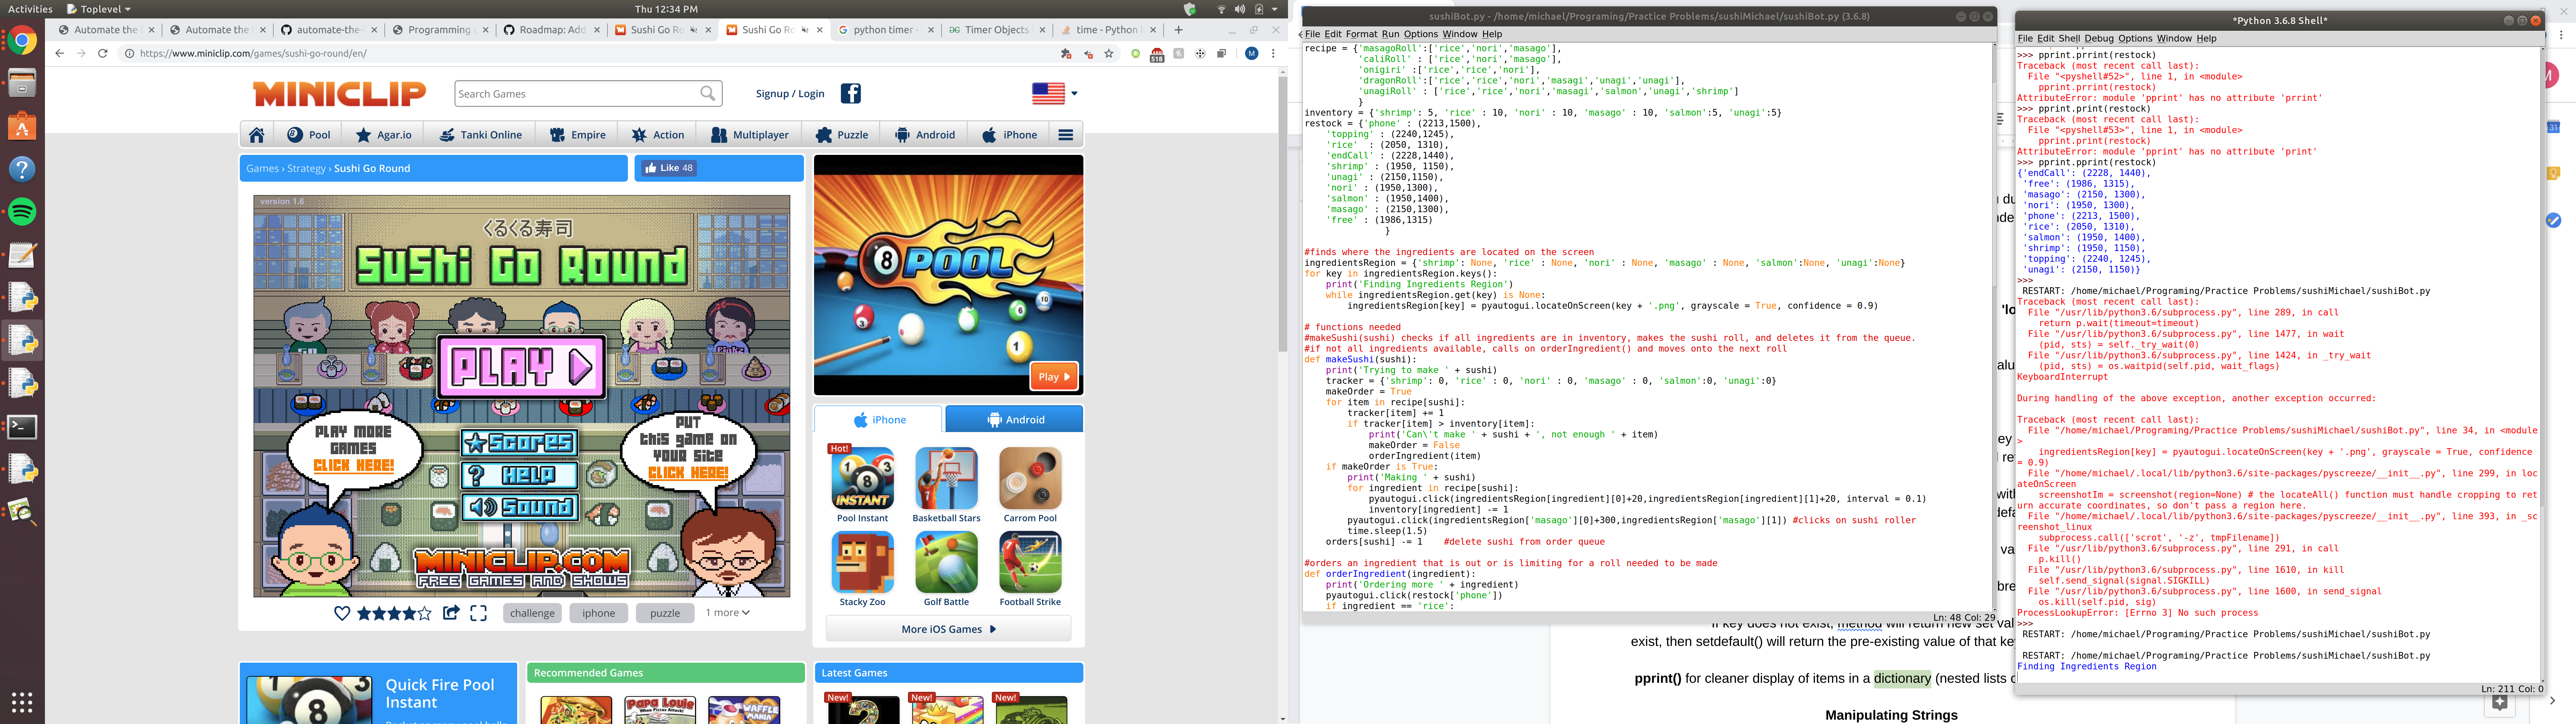 Activities
Toplevel
Thu 12:34 PM
Automate the
Automate the
automate-the-
Programming
Roadmap: Add
Sushi Go Ro
Sushi Go Ro
python timer -
Timer Objects
time - Python
https://www.miniclip.com/games/sushi-go-round/en/
518
M
MINICLIP
Search Games
Signup / Login
Pool
Agar.io
Tanki Online
Empire
Action
Multiplayer
Puzzle
Android
iPhone
Games › Strategy › Sushi Go Round
Like 48
version 1.6
くるくる寿司
SUSHI GO ROUND
PLAY
PLAY MORE
GAMES
CLICK HERE!
Scores
Help
Sound
PUT
this game on
YOUR SITE
CLICK HERE!
MINICLIP.COM
FREE GAMES AND SHOWS
challenge
iphone
puzzle
1 more
8 POOL
Play
iPhone
Android
Hot!
INSTANT
Pool Instant
Basketball Stars
Carrom Pool
Stacky Zoo
Golf Battle
Football Strike
More iOS Games
Quick Fire Pool
Instant
Recommended Games
Papa Louie
WAFFLE
MANIA
Latest Games
New!
New!
New!
sushiBot.py - /home/michael/Programing/Practice Problems/sushiMichael/sushiBot.py (3.6.8)
File Edit Format Run Options Window Help
recipe = {'masagoRoll':['rice','nori','masago'],
'caliRoll' : ['rice','nori','masago'],
'onigiri' :['rice','rice','nori'],
'dragonRoll':['rice','rice','nori','masagi','unagi','unagi'],
'unagiRoll' : ['rice','rice','nori','masagi','salmon','unagi','shrimp']
}
inventory = {'shrimp': 5, 'rice' : 10, 'nori' : 10, 'masago' : 10, 'salmon':5, 'unagi':5}
restock = {'phone' : (2213,1500),
'topping' : (2240,1245),
'rice'  : (2050, 1310),
'endCall' : (2228,1440),
'shrimp' : (1950, 1150),
'unagi' : (2150,1150),
'nori' : (1950,1300),
'salmon' : (1950,1400),
'masago' : (2150,1300),
'free' : (1986,1315)
}
#finds where the ingredients are located on the screen
ingredientsRegion = {'shrimp': None, 'rice' : None, 'nori' : None, 'masago' : None, 'salmon':None, 'unagi':None}
for key in ingredientsRegion.keys():
print('Finding Ingredients Region')
while ingredientsRegion.get(key) is None:
ingredientsRegion[key] = pyautogui.locateOnScreen(key + '.png', grayscale = True, confidence = 0.9)
# functions needed
#makeSushi(sushi) checks if all ingredients are in inventory, makes the sushi roll, and deletes it from the queue.
#if not all ingredients available, calls on orderIngredient() and moves onto the next roll
def makeSushi(sushi):
print('Trying to make ' + sushi)
tracker = {'shrimp': 0, 'rice' : 0, 'nori' : 0, 'masago' : 0, 'salmon':0, 'unagi':0}
makeOrder = True
for item in recipe[sushi]:
tracker[item] += 1
if tracker[item] > inventory[item]:
print('Can\'t make ' + sushi + ', not enough ' + item)
makeOrder = False
orderIngredient(item)
if makeOrder is True:
print('Making ' + sushi)
for ingredient in recipe[sushi]:
pyautogui.click(ingredientsRegion[ingredient][0]+20,ingredientsRegion[ingredient][1]+20, interval = 0.1)
inventory[ingredient] -= 1
pyautogui.click(ingredientsRegion['masago'][0]+300,ingredientsRegion['masago'][1]) #clicks on sushi roller
time.sleep(1.5)
orders[sushi] -= 1    #delete sushi from order queue
#orders an ingredient that is out or is limiting for a roll needed to be made
def orderIngredient(ingredient):
print('Ordering more ' + ingredient)
pyautogui.click(restock['phone'])
if ingredient == 'rice':
Ln: 48 Col: 29
If key does not exist, method will return new set val
exist, then setdefault() will return the pre-existing value of that key
pprint() for cleaner display of items in a dictionary (nested lists o
Manipulating Strings
*Python 3.6.8 Shell*
File Edit Shell Debug Options Window Help
>>> pprint.prrint(restock)
Traceback (most recent call last):
File "<pyshell#52>", line 1, in <module>
pprint.prrint(restock)
AttributeError: module 'pprint' has no attribute 'prrint'
>>> pprint.print(restock)
Traceback (most recent call last):
File "<pyshell#53>", line 1, in <module>
pprint.print(restock)
AttributeError: module 'pprint' has no attribute 'print'
>>> pprint.pprint(restock)
{'endCall': (2228, 1440),
'free': (1986, 1315),
'masago': (2150, 1300),
'nori': (1950, 1300),
'phone': (2213, 1500),
'rice': (2050, 1310),
'salmon': (1950, 1400),
'shrimp': (1950, 1150),
'topping': (2240, 1245),
'unagi': (2150, 1150)}
>>>
RESTART: /home/michael/Programing/Practice Problems/sushiMichael/sushiBot.py
Traceback (most recent call last):
File "/usr/lib/python3.6/subprocess.py", line 289, in call
return p.wait(timeout=timeout)
File "/usr/lib/python3.6/subprocess.py", line 1477, in wait
(pid, sts) = self._try_wait(0)
File "/usr/lib/python3.6/subprocess.py", line 1424, in _try_wait
(pid, sts) = os.waitpid(self.pid, wait_flags)
KeyboardInterrupt
During handling of the above exception, another exception occurred:
Traceback (most recent call last):
File "/home/michael/Programing/Practice Problems/sushiMichael/sushiBot.py", line 34, in <module
>
ingredientsRegion[key] = pyautogui.locateOnScreen(key + '.png', grayscale = True, confidence
= 0.9)
File "/home/michael/.local/lib/python3.6/site-packages/pyscreeze/__init__.py", line 299, in loc
ateOnScreen
screenshotIm = screenshot(region=None) # the locateAll() function must handle cropping to ret
urn accurate coordinates, so don't pass a region here.
File "/home/michael/.local/lib/python3.6/site-packages/pyscreeze/__init__.py", line 393, in _sc
reenshot_linux
subprocess.call(['scrot', '-z', tmpFilename])
File "/usr/lib/python3.6/subprocess.py", line 291, in call
p.kill()
File "/usr/lib/python3.6/subprocess.py", line 1610, in kill
self.send_signal(signal.SIGKILL)
File "/usr/lib/python3.6/subprocess.py", line 1600, in send_signal
os.kill(self.pid, sig)
ProcessLookupError: [Errno 3] No such process
>>>
RESTART: /home/michael/Programing/Practice Problems/sushiMichael/sushiBot.py
RESTART: /home/michael/Programing/Practice Problems/sushiMichael/sushiBot.py
Finding Ingredients Region
Ln: 211 Col: 0